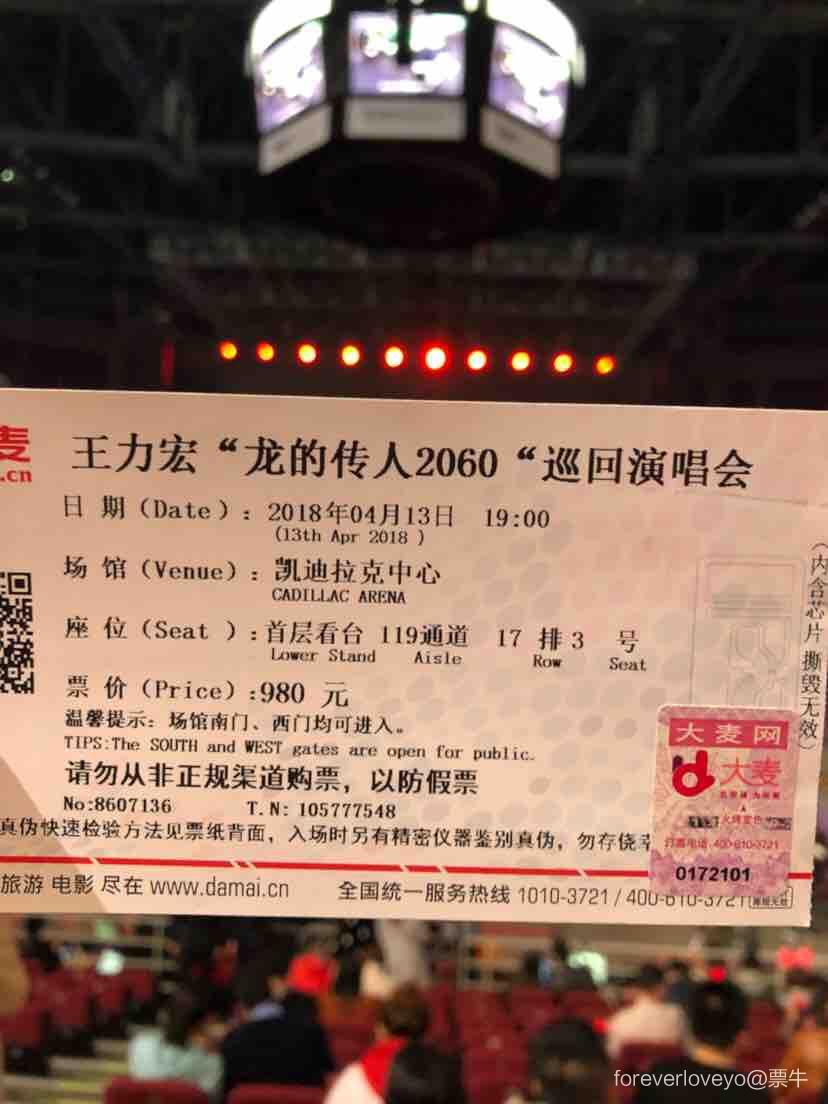 麦
.cn
王力宏“龙的传人2060“巡回演唱会
日 期（Date）：2018年04月13日 19:00
(13th Apr 2018 )
场 馆（Venue）：凯迪拉克中心
CADILLAC ARENA
座 位（Seat ）：首层看台 119通道 17 排 3 号
Lower Stand Aisle Row Seat
票 价（Price）:980 元
温馨提示：场馆南门、西门均可进入。
TIPS:The SOUTH and WEST gates are open for public.
请勿从非正规渠道购票，以防假票
No:8607136 T.N: 105777548
真伪快速检验方法见票纸背面，入场时另有精密仪器鉴别真伪，勿存侥幸
旅游 电影 尽在 www.damai.cn 全国统一服务热线 1010-3721 / 400-610-3721
（内含芯片 撕毁无效）
大麦网
大麦
订票电话:400-610-3721
0172101
foreverloveyo@票牛